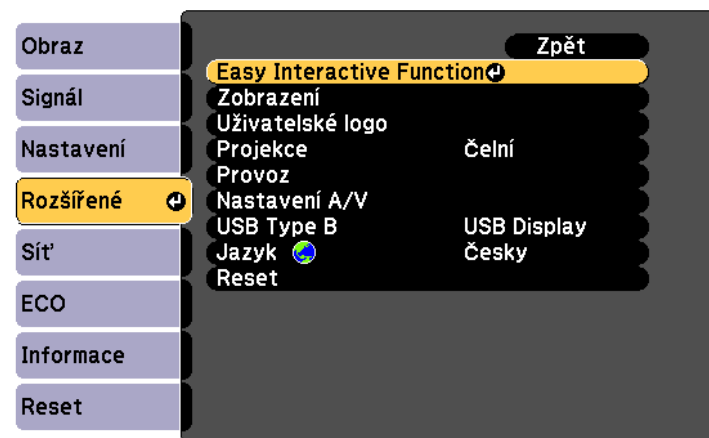 Obraz
Signál
Nastavení
Rozšířené
Síť
ECO
Informace
Reset
Zpět
Easy Interactive Function
Zobrazení
Uživatelské logo
Projekce Čelní
Provoz
Nastavení A/V
USB Type B USB Display
Jazyk Česky
Reset